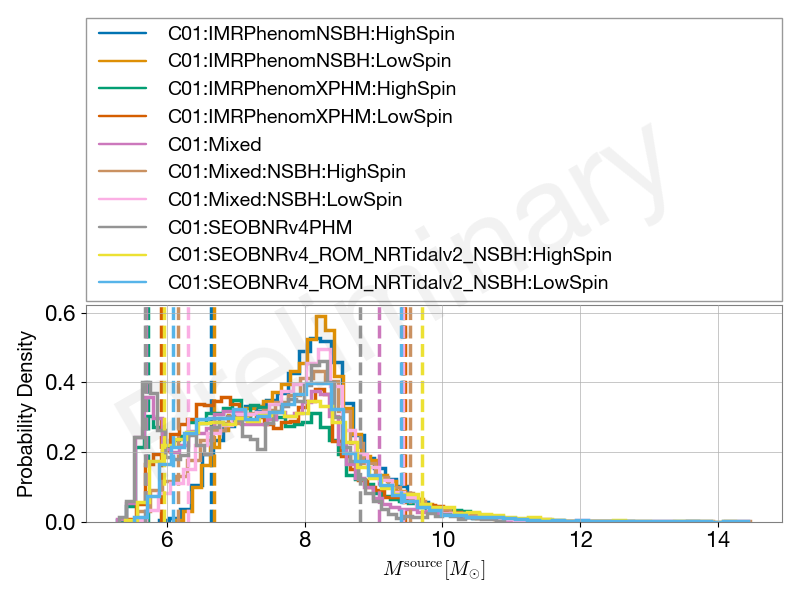 C01:IMRPhenomNSBH:HighSpin
C01:IMRPhenomNSBH:LowSpin
C01:IMRPhenomXPHM:HighSpin
C01:IMRPhenomXPHM:LowSpin
C01:Mixed
C01:Mixed:NSBH:HighSpin
C01:Mixed:NSBH:LowSpin
C01:SEOBNRv4PHM
C01:SEOBNRv4_ROM_NRTidalv2_NSBH:HighSpin
C01:SEOBNRv4_ROM_NRTidalv2_NSBH:LowSpin
Preliminary
Probability Density
0.6
0.4
0.2
0.0
6 8 10 12 14
M^source [M_⊙]